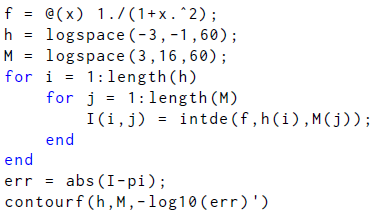 f = @(x) 1./(1+x.^2);
h = logspace(-3,-1,60);
M = logspace(3,16,60);
for i = 1:length(h)
    for j = 1:length(M)
        I(i,j) = intde(f,h(i),M(j));
    end
end
err = abs(I-pi);
contourf(h,M,-log10(err)')